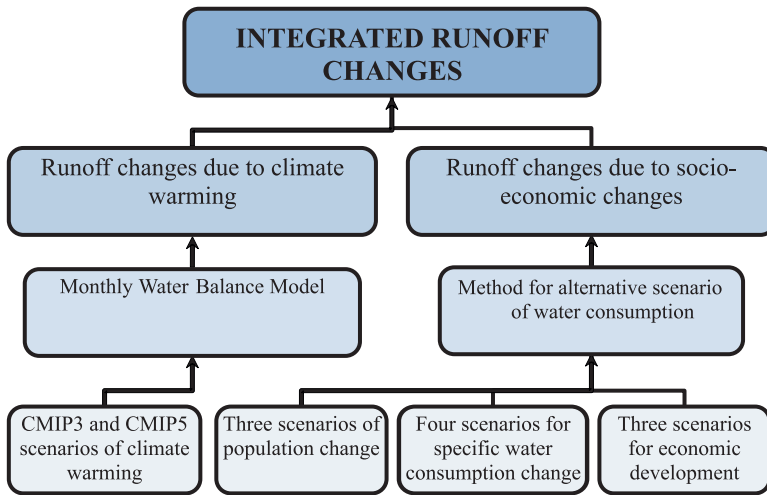 INTEGRATED RUNOFF
CHANGES
Runoff changes due to climate
warming
Runoff changes due to socio-
economic changes
Monthly Water Balance Model
Method for alternative scenario
of water consumption
CMIP3 and CMIP5
scenarios of climate
warming
Three scenarios of
population change
Four scenarios for
specific water
consumption change
Three scenarios
for economic
development